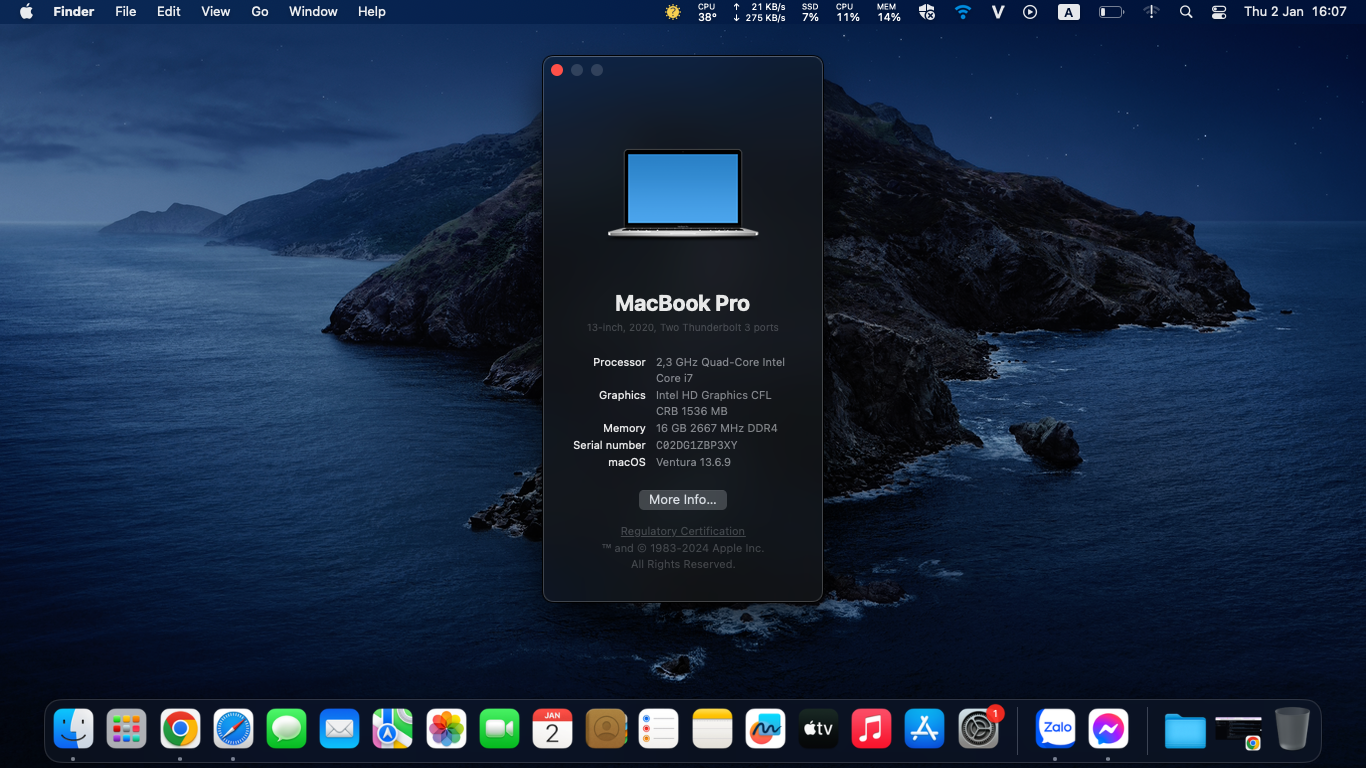 Finder File Edit View Go Window Help
CPU 38° ↑ 21 KB/s ↓ 275 KB/s SSD 7% CPU 11% MEM 14% V A Thu 2 Jan 16:07
MacBook Pro
13-inch, 2020, Two Thunderbolt 3 ports
Processor 2,3 GHz Quad-Core Intel
Core i7
Graphics Intel HD Graphics CFL
CRB 1536 MB
Memory 16 GB 2667 MHz DDR4
Serial number C02DG1ZBP3XY
macOS Ventura 13.6.9
More Info...
Regulatory Certification
™ and © 1983-2024 Apple Inc.
All Rights Reserved.
JAN
2
tv
1
Zalo